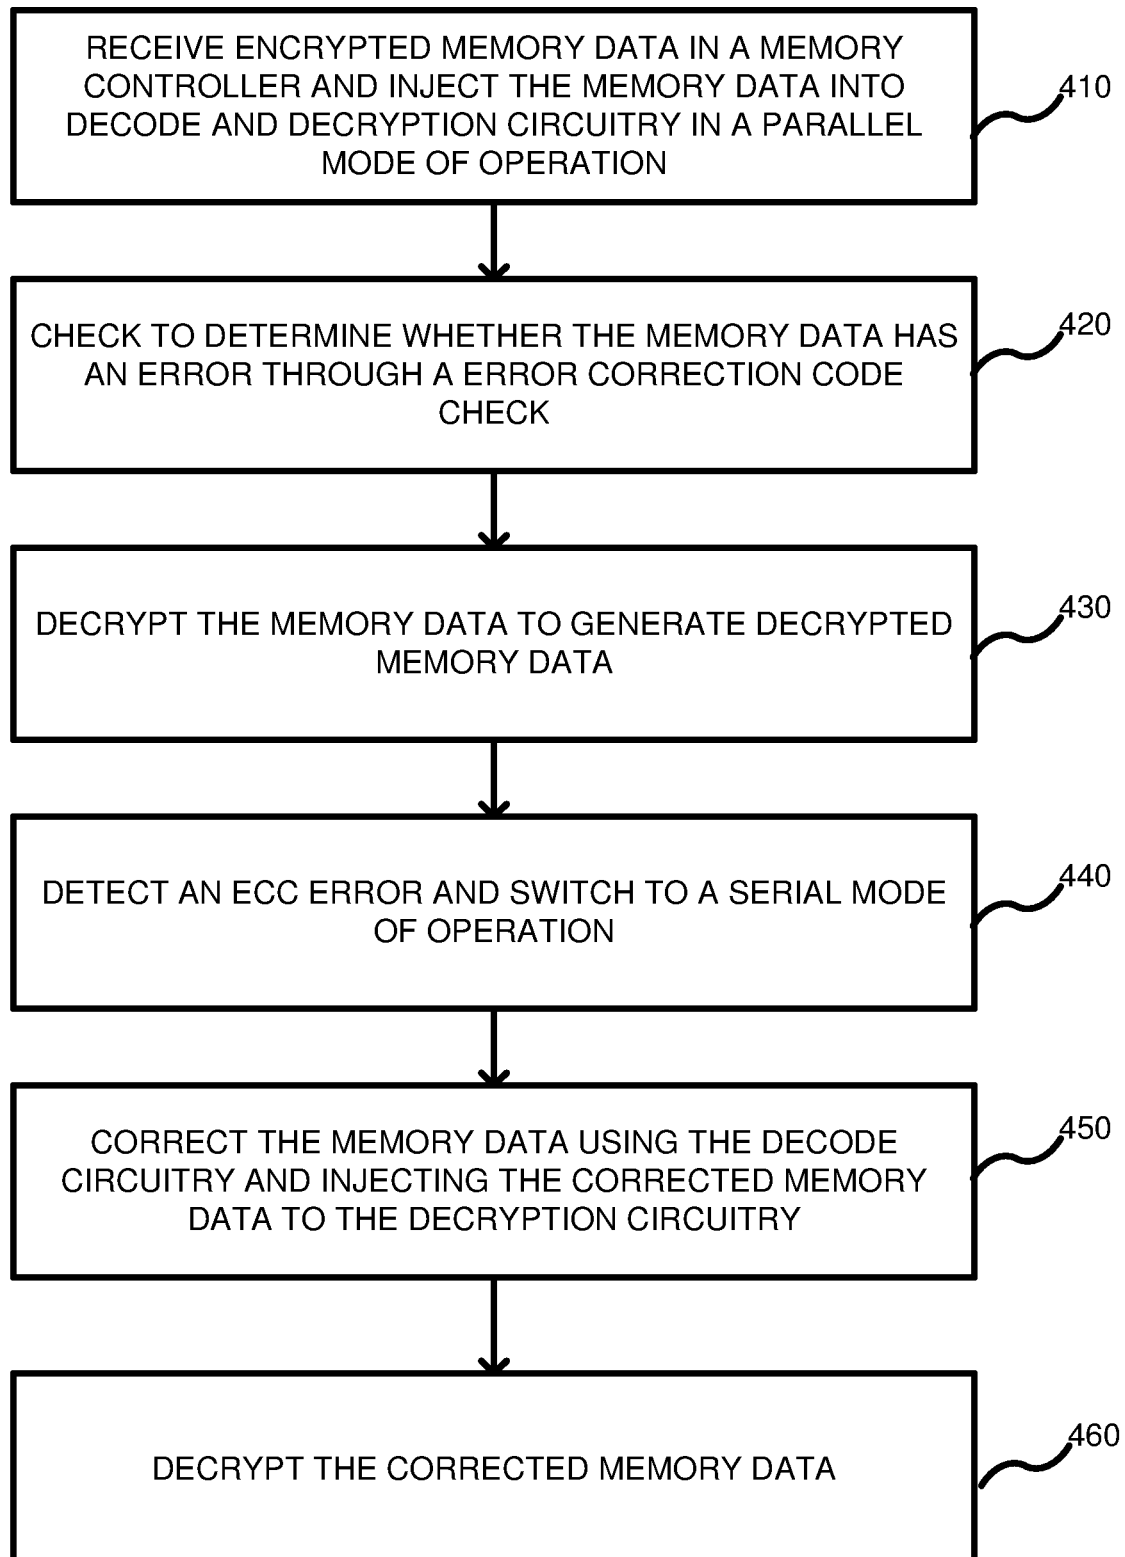 RECEIVE ENCRYPTED MEMORY DATA IN A MEMORY
CONTROLLER AND INJECT THE MEMORY DATA INTO
DECODE AND DECRYPTION CIRCUITRY IN A PARALLEL
MODE OF OPERATION
410
CHECK TO DETERMINE WHETHER THE MEMORY DATA HAS
AN ERROR THROUGH A ERROR CORRECTION CODE
CHECK
420
DECRYPT THE MEMORY DATA TO GENERATE DECRYPTED
MEMORY DATA
430
DETECT AN ECC ERROR AND SWITCH TO A SERIAL MODE
OF OPERATION
440
CORRECT THE MEMORY DATA USING THE DECODE
CIRCUITRY AND INJECTING THE CORRECTED MEMORY
DATA TO THE DECRYPTION CIRCUITRY
450
DECRYPT THE CORRECTED MEMORY DATA
460